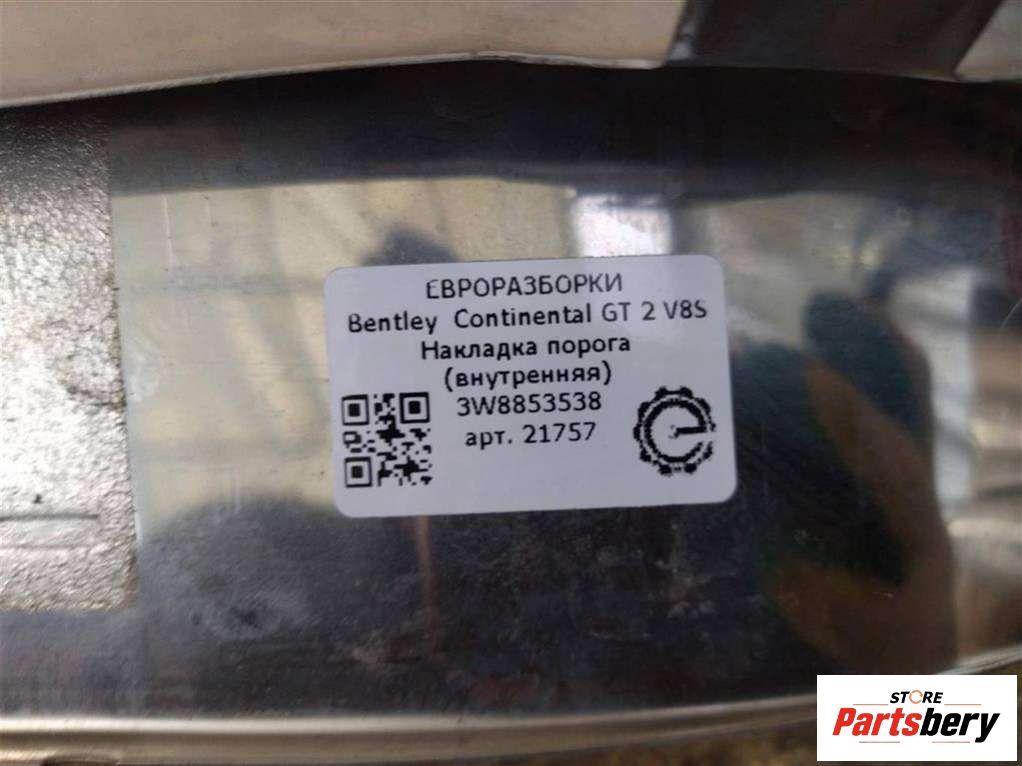 ЕВРОРАЗБОРКИ
Bentley Continental GT 2 V8S
Накладка порога
(внутренняя)
3W8853538
арт. 21757
STORE
Partsbery